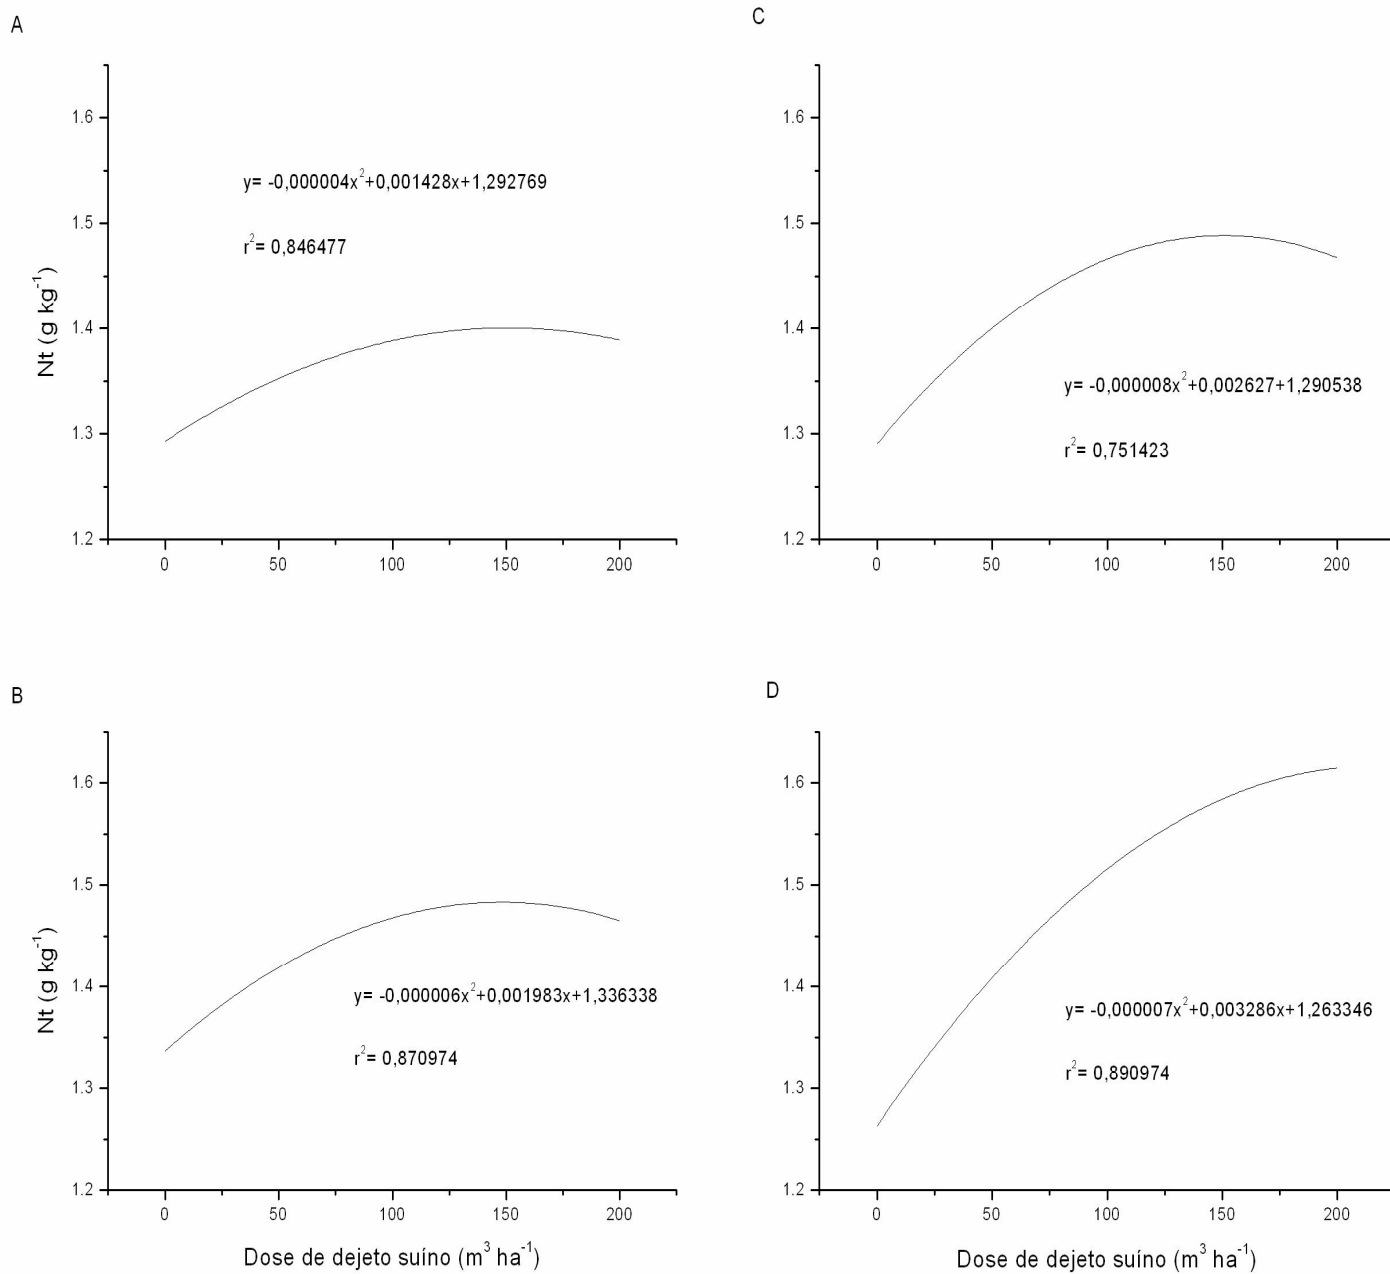 A
1.6
1.5
1.4
1.3
1.2
Nt (g kg⁻¹)
y= -0,000004x²+0,001428x+1,292769
r²= 0,846477
0 50 100 150 200
C
1.6
1.5
1.4
1.3
1.2
y= -0,000008x²+0,002627+1,290538
r²= 0,751423
0 50 100 150 200
B
1.6
1.5
1.4
1.3
1.2
Nt (g kg⁻¹)
y= -0,000006x²+0,001983x+1,336338
r²= 0,870974
0 50 100 150 200
Dose de dejeto suíno (m³ ha⁻¹)
D
1.6
1.5
1.4
1.3
1.2
y= -0,000007x²+0,003286x+1,263346
r²= 0,890974
0 50 100 150 200
Dose de dejeto suíno (m³ ha⁻¹)